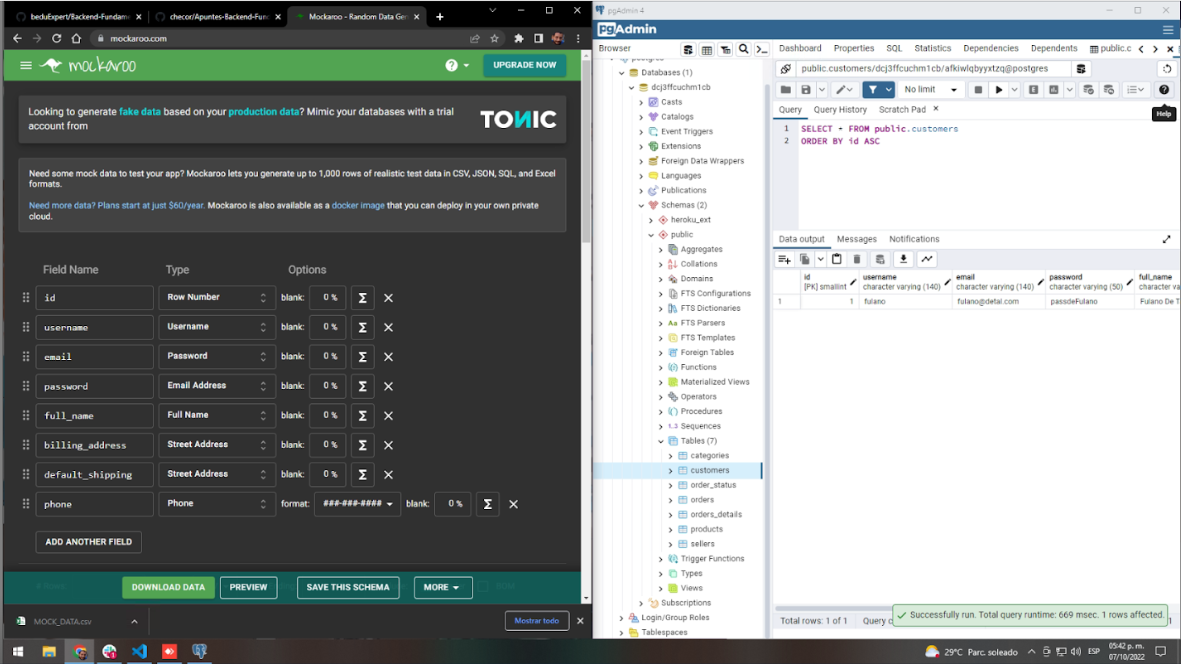 beduExpert/Backend-Fundam
checor/Apuntes-Backend-Fun
Mockaroo - Random Data Ge
mockaroo.com
mockaroo
UPGRADE NOW
Looking to generate fake data based on your production data? Mimic your databases with a trial
account from
TONIC
Need some mock data to test your app? Mockaroo lets you generate up to 1,000 rows of realistic test data in CSV, JSON, SQL, and Excel
formats.
Need more data? Plans start at just $60/year. Mockaroo is also available as a docker image that you can deploy in your own private
cloud.
Field Name Type Options
id Row Number blank: 0 % Σ
username Username blank: 0 % Σ
email Password blank: 0 % Σ
password Email Address blank: 0 % Σ
full_name Full Name blank: 0 % Σ
billing_address Street Address blank: 0 % Σ
default_shipping Street Address blank: 0 % Σ
phone Phone format: ###-###-#### blank: 0 % Σ
ADD ANOTHER FIELD
DOWNLOAD DATA PREVIEW SAVE THIS SCHEMA MORE
MOCK_DATA.csv
Mostrar todo
pgAdmin 4
pgAdmin
Browser
Databases (1)
dcj3ffcuchm1cb
Casts
Catalogs
Event Triggers
Extensions
Foreign Data Wrappers
Languages
Publications
Schemas (2)
heroku_ext
public
Aggregates
Collations
Domains
FTS Configurations
FTS Dictionaries
FTS Parsers
FTS Templates
Foreign Tables
Functions
Materialized Views
Operators
Procedures
Sequences
Tables (7)
categories
customers
order_status
orders
orders_details
products
sellers
Trigger Functions
Types
Views
Subscriptions
Login/Group Roles
Tablespaces
Dashboard Properties SQL Statistics Dependencies Dependents public.c
public.customers/dcj3ffcuchm1cb/afkiwlqbyyxtzq@postgres
No limit
Help
Query Query History Scratch Pad
1 SELECT * FROM public.customers
2 ORDER BY id ASC
Data output Messages Notifications
id username email password full_name
[PK] smallint character varying (140) character varying (140) character varying (50) character va
1 1 fulano fulano@detal.com passdeFulano Fulano De T
Total rows: 1 of 1
Successfully run. Total query runtime: 669 msec. 1 rows affected.
29°C Parc. soleado
ESP
05:42 p. m.
07/10/2022